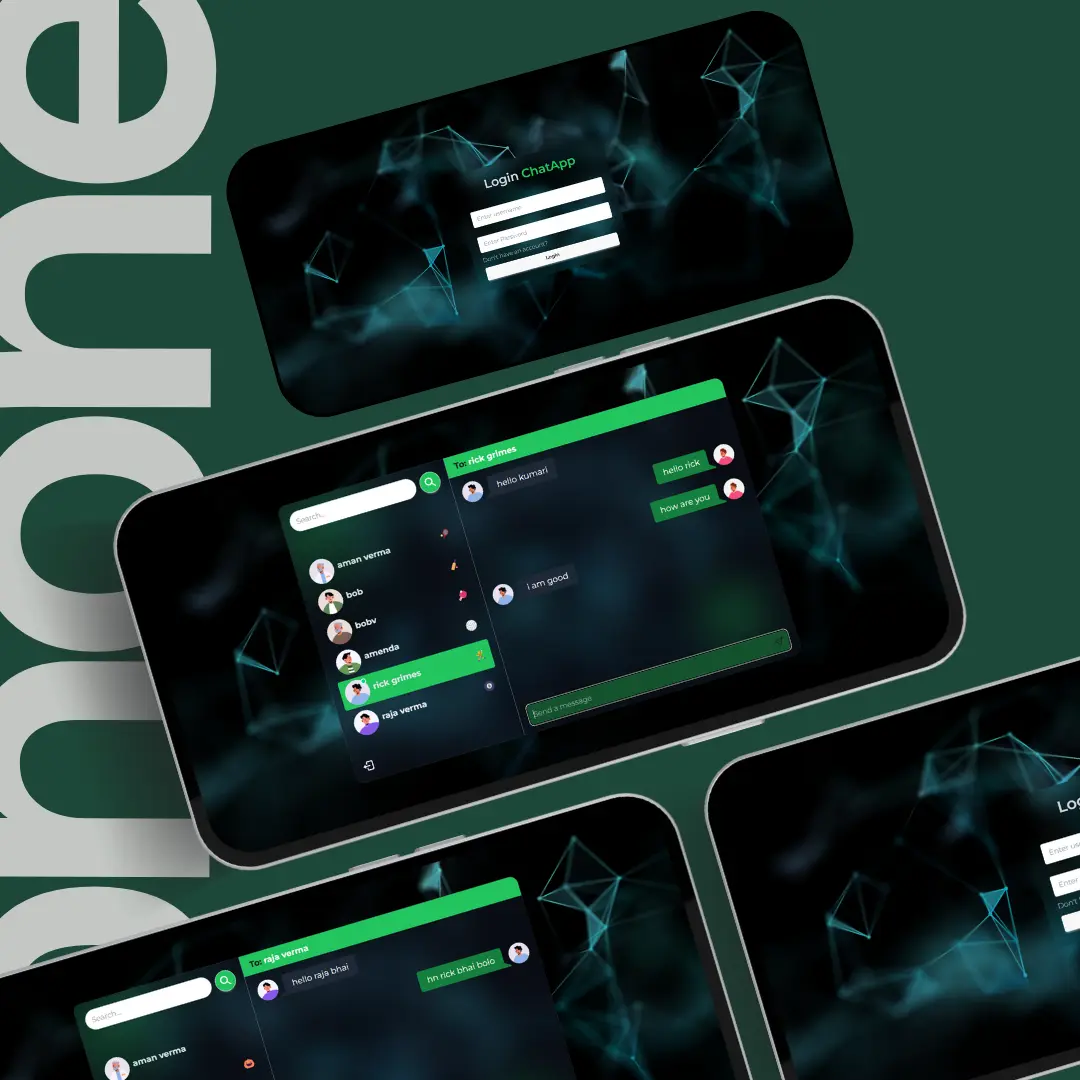 phone
Login ChatApp
Enter username
Enter Password
Don't have an account?
Login
To: rick grimes
Search...
hello kumari
hello rick
how are you
i am good
aman verma
bob
bobv
amenda
rick grimes
raja verma
Send a message
To: raja verma
Search...
hello raja bhai
hn rick bhai bolo
aman verma
Log
Enter use
Enter
Don't